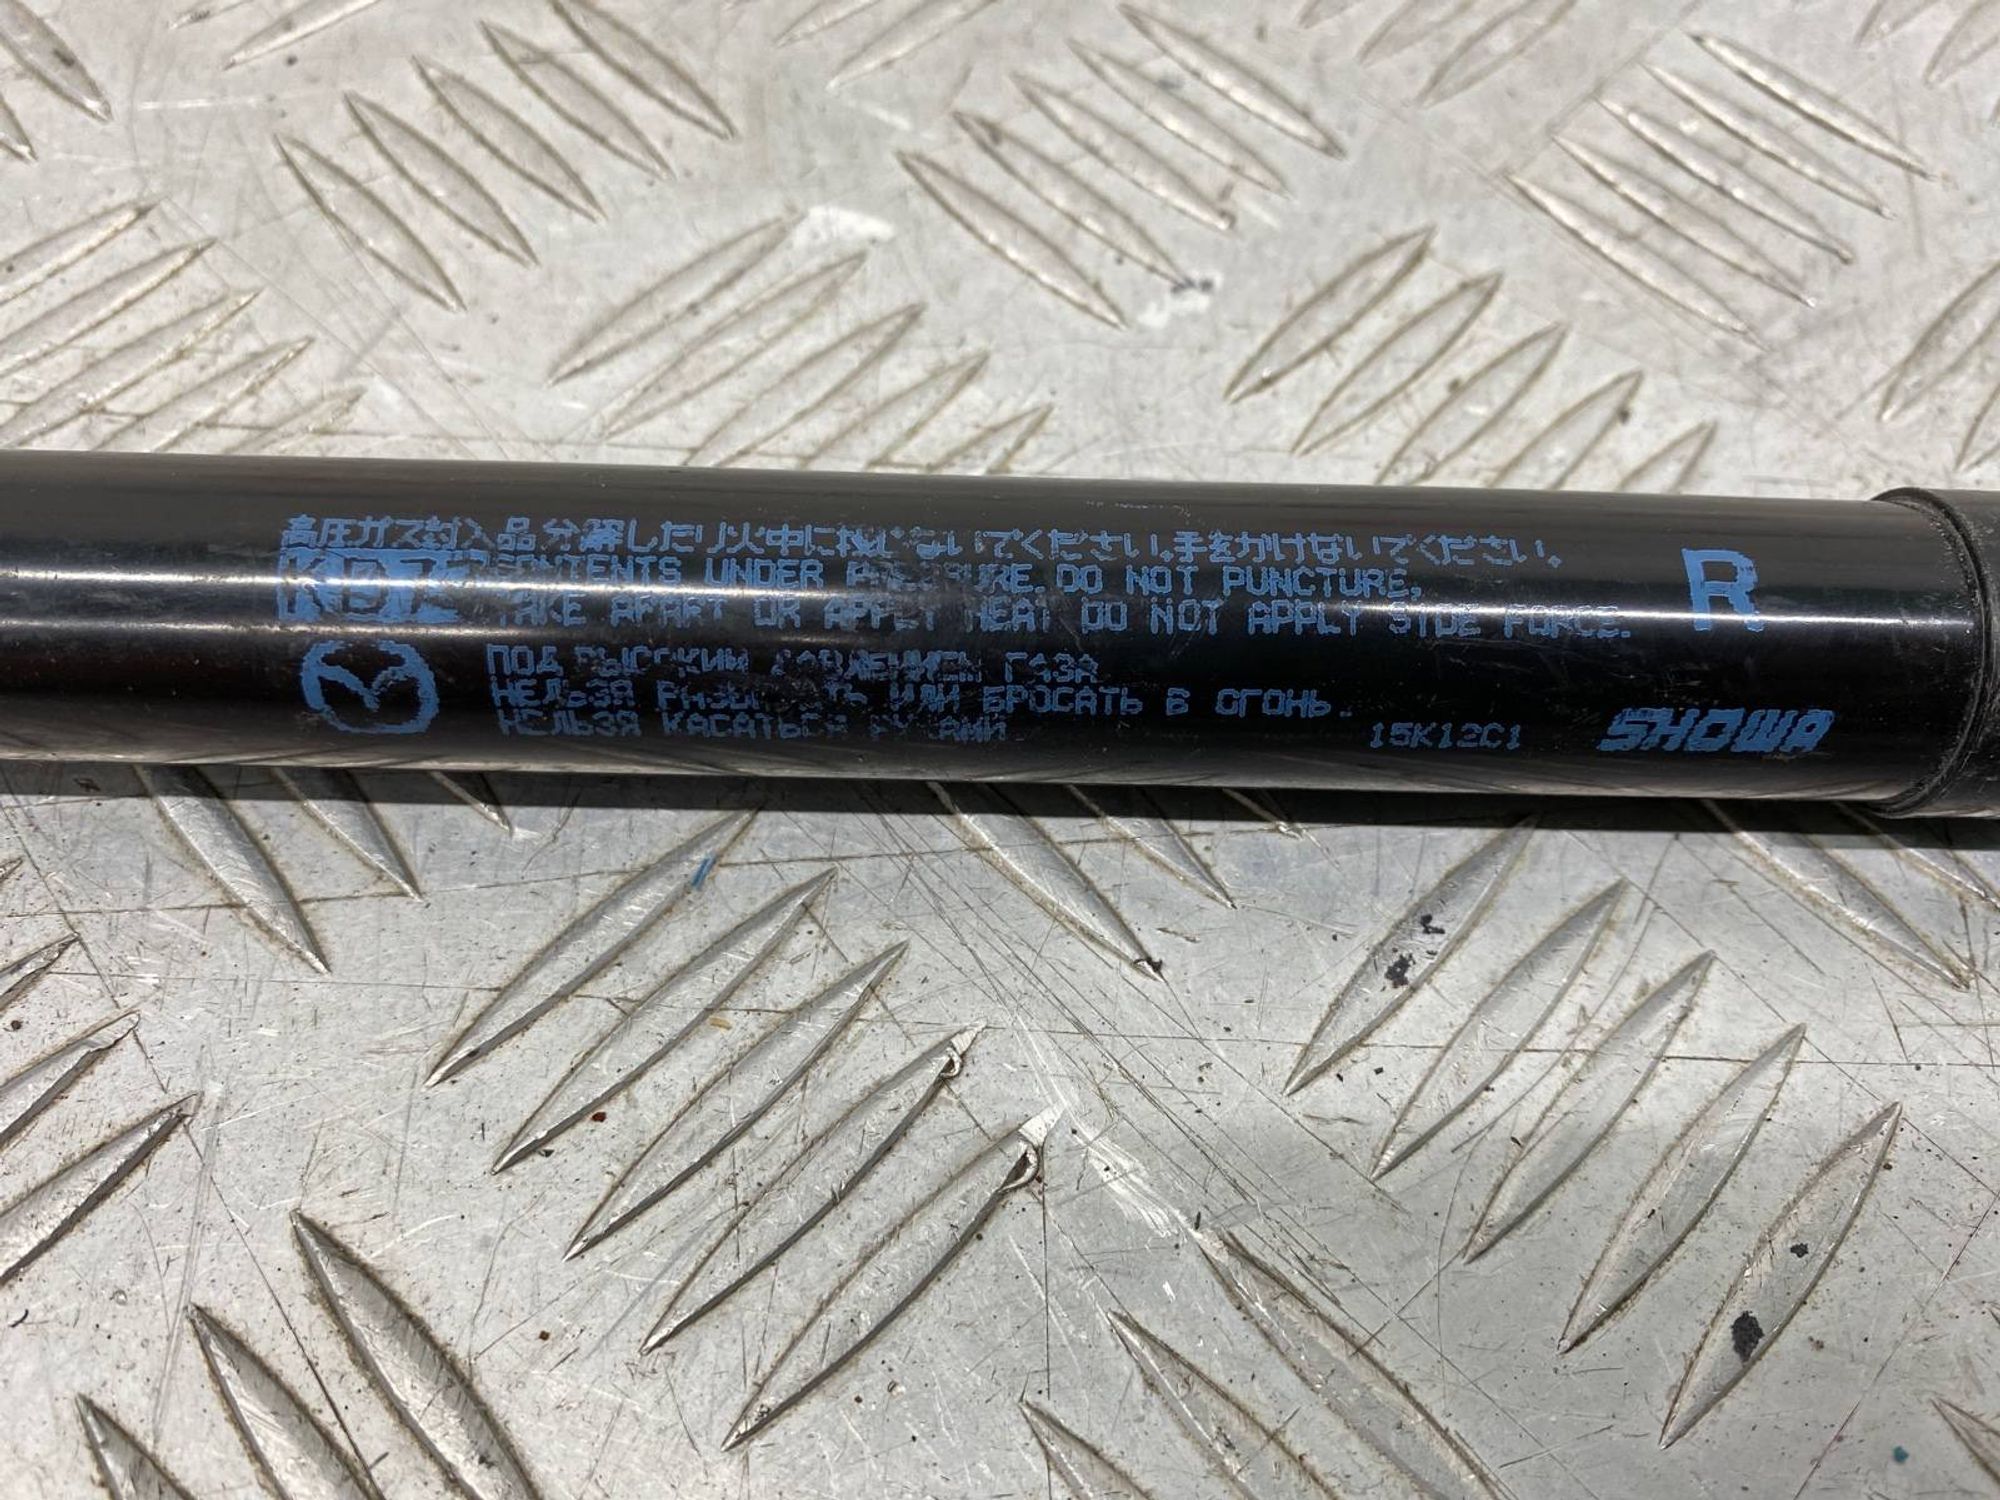 高圧ガス封入品分解したり火中に投じないでください。手をかけないでください。
CONTENTS UNDER PRESSURE. DO NOT PUNCTURE,
TAKE APART OR APPLY HEAT DO NOT APPLY SIDE FORCE.
R
ПОД ВЫСОКИМ ДАВЛЕНИЕМ ГАЗА
НЕЛЬЗЯ РАЗБИРАТЬ ИЛИ БРОСАТЬ В ОГОНЬ.
НЕЛЬЗЯ КАСАТЬСЯ РУКАМИ
15K12C1
SHOWA